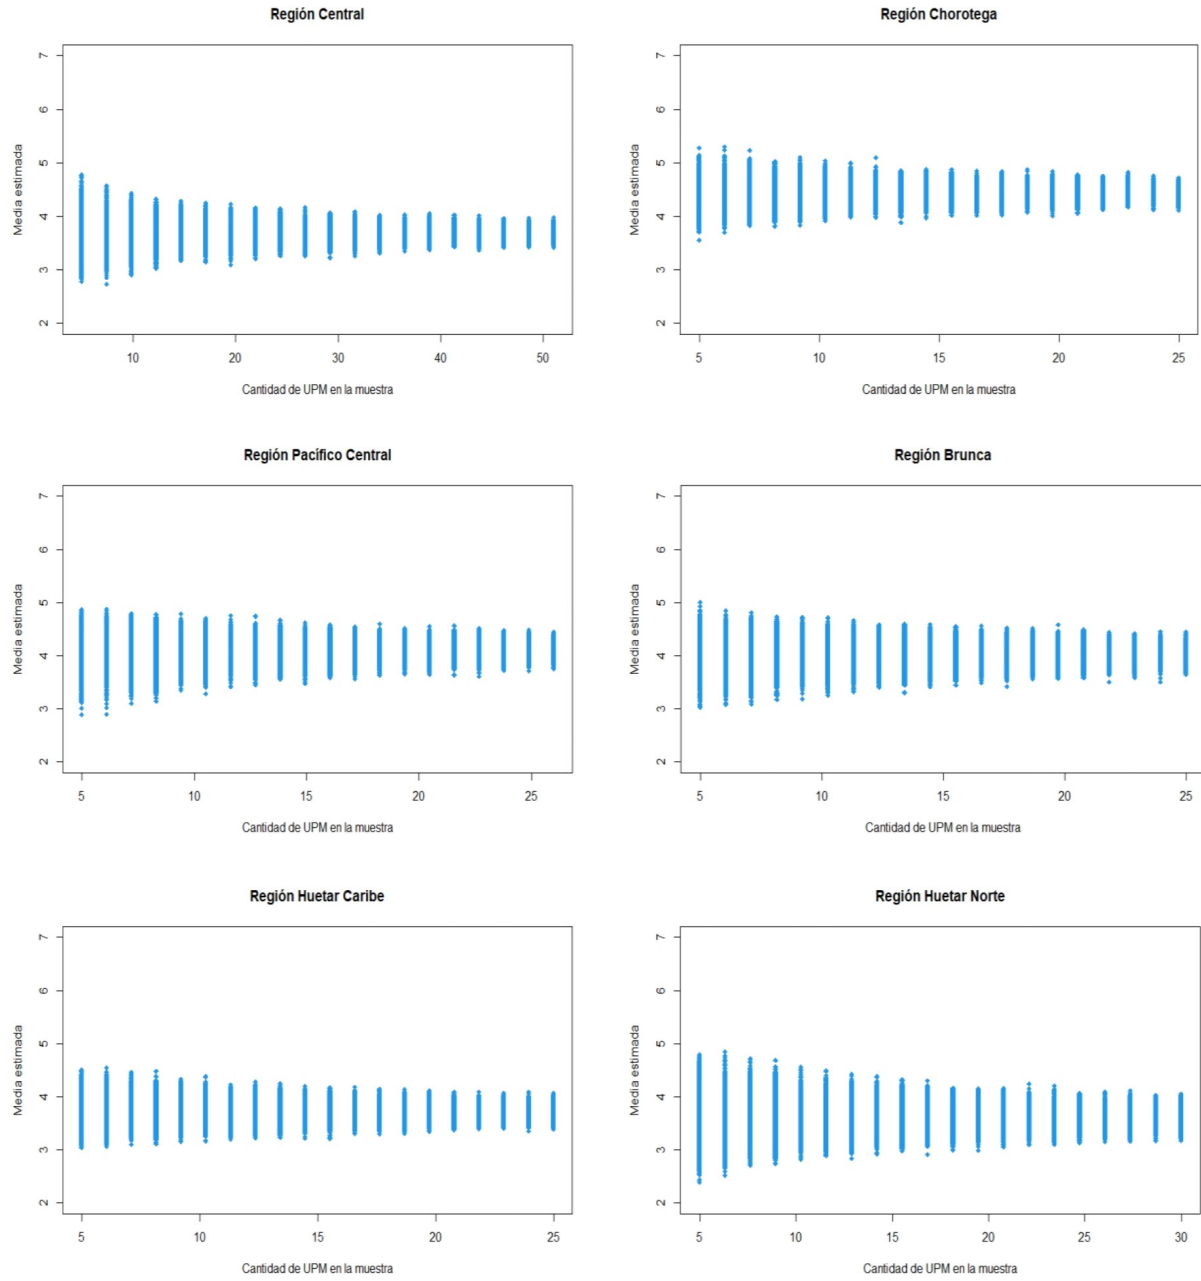 Región Central
Media estimada
7
6
5
4
3
2
10 20 30 40 50
Cantidad de UPM en la muestra
Región Chorotega
Media estimada
7
6
5
4
3
2
5 10 15 20 25
Cantidad de UPM en la muestra
Región Pacífico Central
Media estimada
7
6
5
4
3
2
5 10 15 20 25
Cantidad de UPM en la muestra
Región Brunca
Media estimada
7
6
5
4
3
2
5 10 15 20 25
Cantidad de UPM en la muestra
Región Huetar Caribe
Media estimada
7
6
5
4
3
2
5 10 15 20 25
Cantidad de UPM en la muestra
Región Huetar Norte
Media estimada
7
6
5
4
3
2
5 10 15 20 25 30
Cantidad de UPM en la muestra